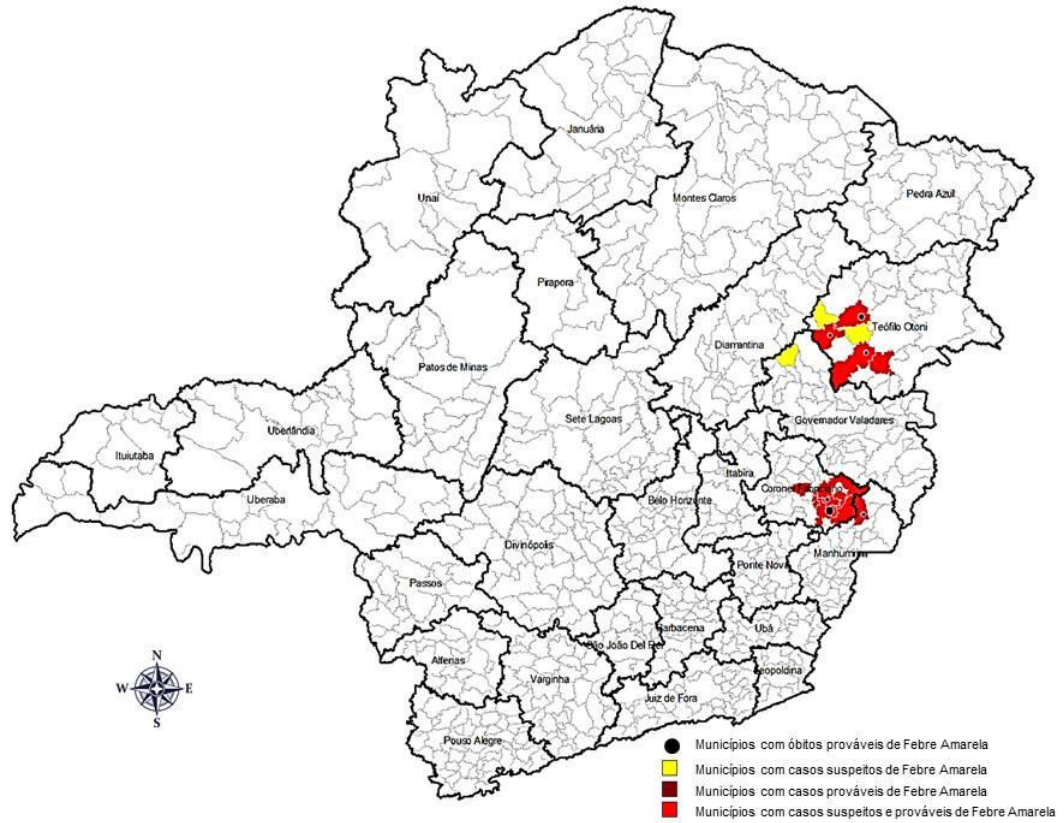 Januária
Unaí
Montes Claros
Pedra Azul
Pirapora
Teófilo Otoni
Diamantina
Patos de Minas
Sete Lagoas
Governador Valadares
Uberlândia
Ituiutaba
Itabira
Coronel
Uberaba
Belo Horizonte
Divinópolis
Manhumirim
Ponte Nova
Passos
Barbacena
Ubá
São João Del Rei
Alfenas
Leopoldina
Varginha
Juiz de Fora
Pouso Alegre
N
W E
S
Municípios com óbitos prováveis de Febre Amarela
Municípios com casos suspeitos de Febre Amarela
Municípios com casos prováveis de Febre Amarela
Municípios com casos suspeitos e prováveis de Febre Amarela